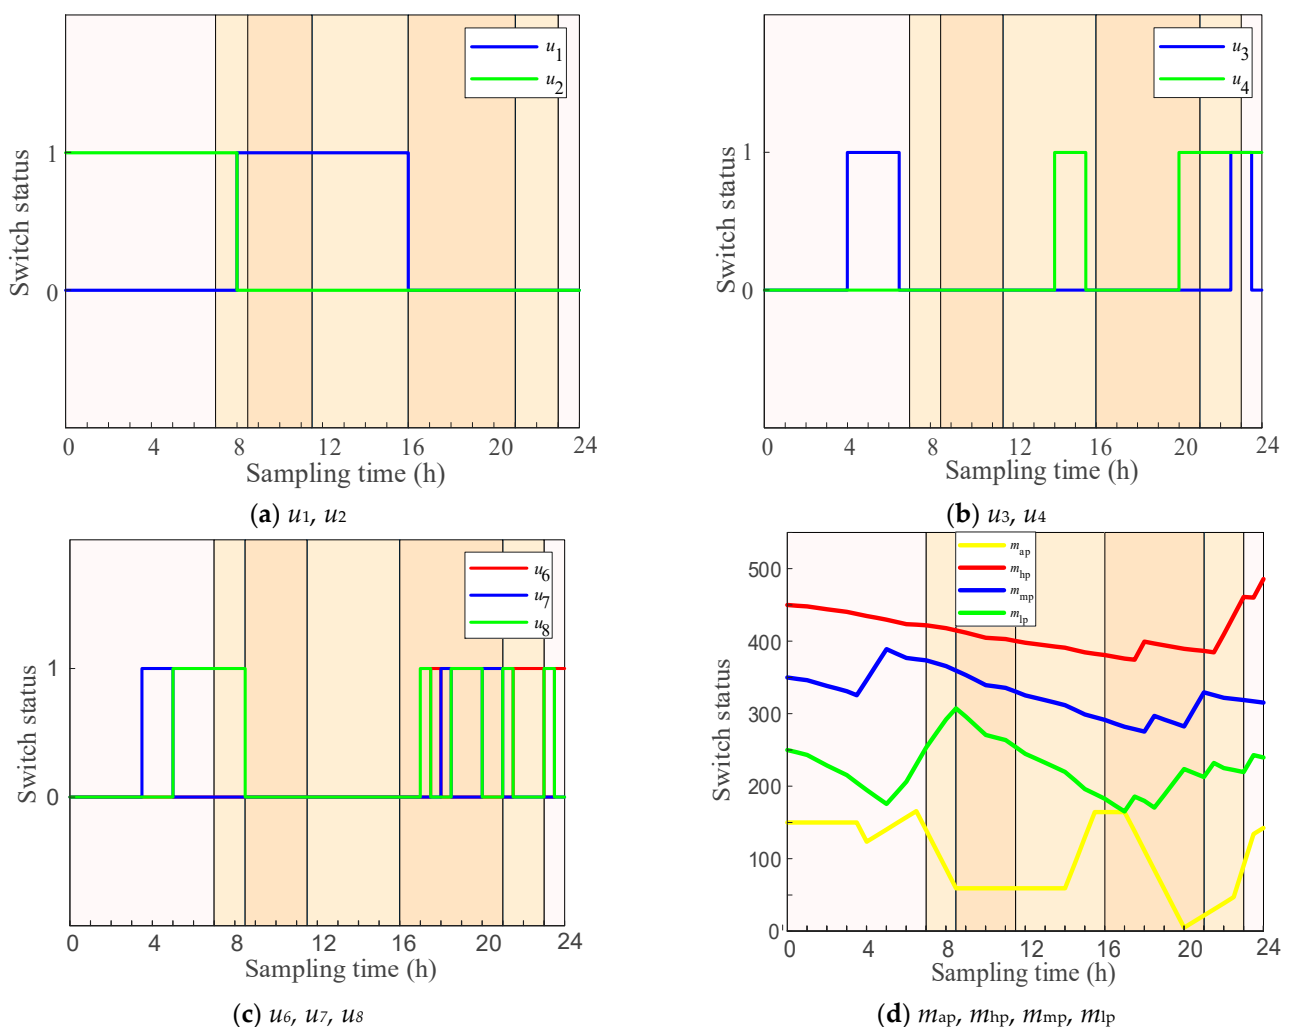 u1
u2
1
0
Switch status
0 4 8 12 16 20 24
Sampling time (h)
(a) u1, u2
u3
u4
1
0
Switch status
0 4 8 12 16 20 24
Sampling time (h)
(b) u3, u4
u6
u7
u8
1
0
Switch status
0 4 8 12 16 20 24
Sampling time (h)
(c) u6, u7, u8
map
mhp
mmp
mlp
500
400
300
200
100
0
Switch status
0 4 8 12 16 20 24
Sampling time (h)
(d) map, mhp, mmp, mlp